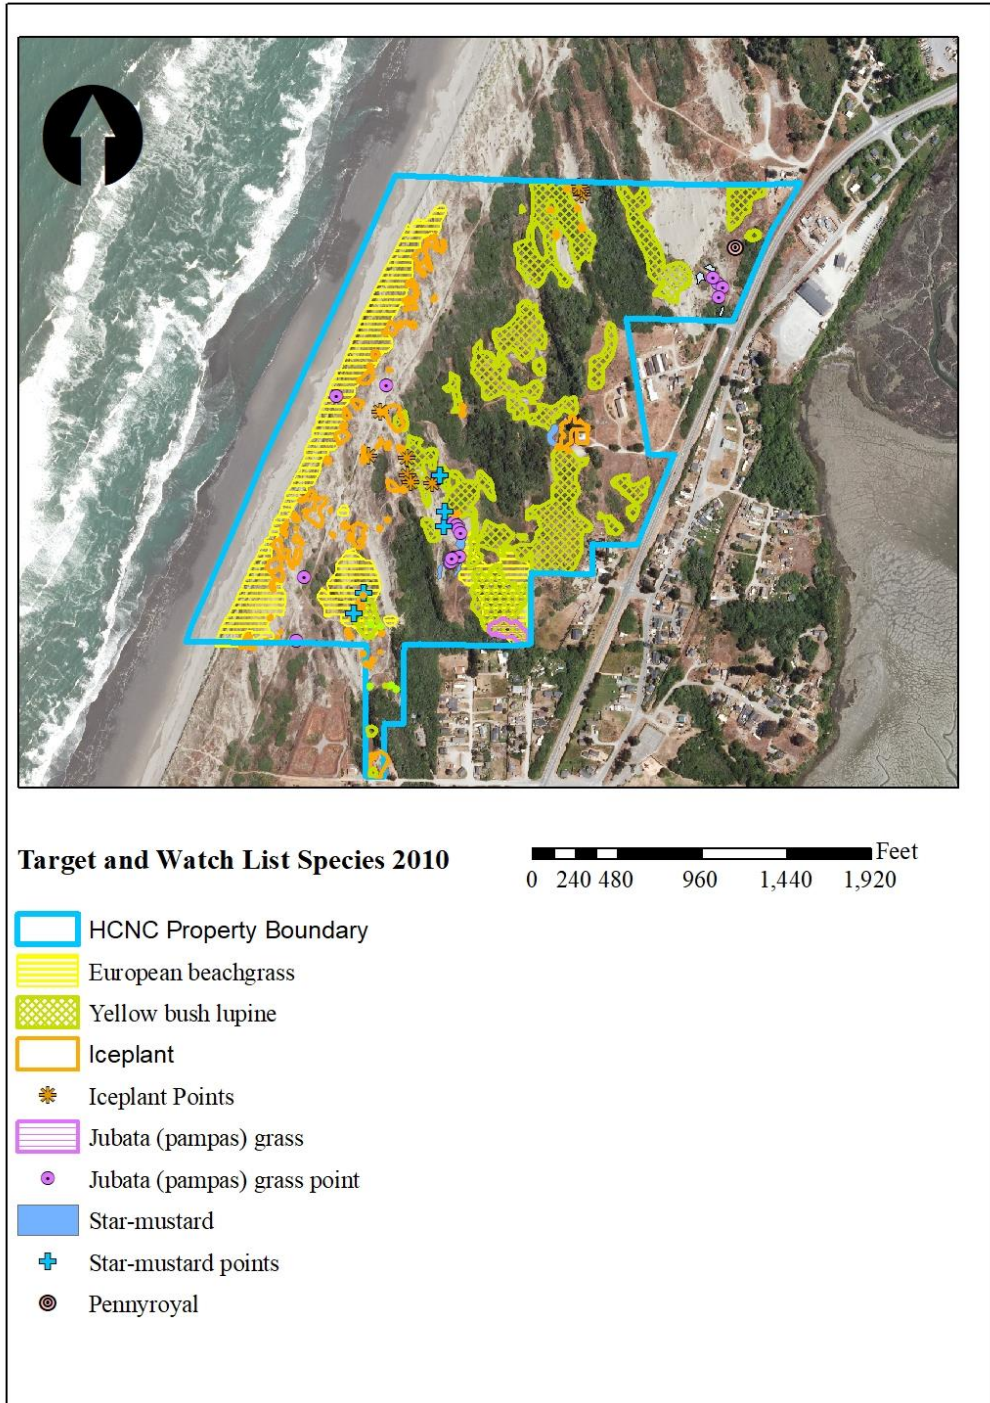 Target and Watch List Species 2010
Feet
0 240 480 960 1,440 1,920
HCNC Property Boundary
European beachgrass
Yellow bush lupine
Iceplant
Iceplant Points
Jubata (pampas) grass
Jubata (pampas) grass point
Star-mustard
Star-mustard points
Pennyroyal